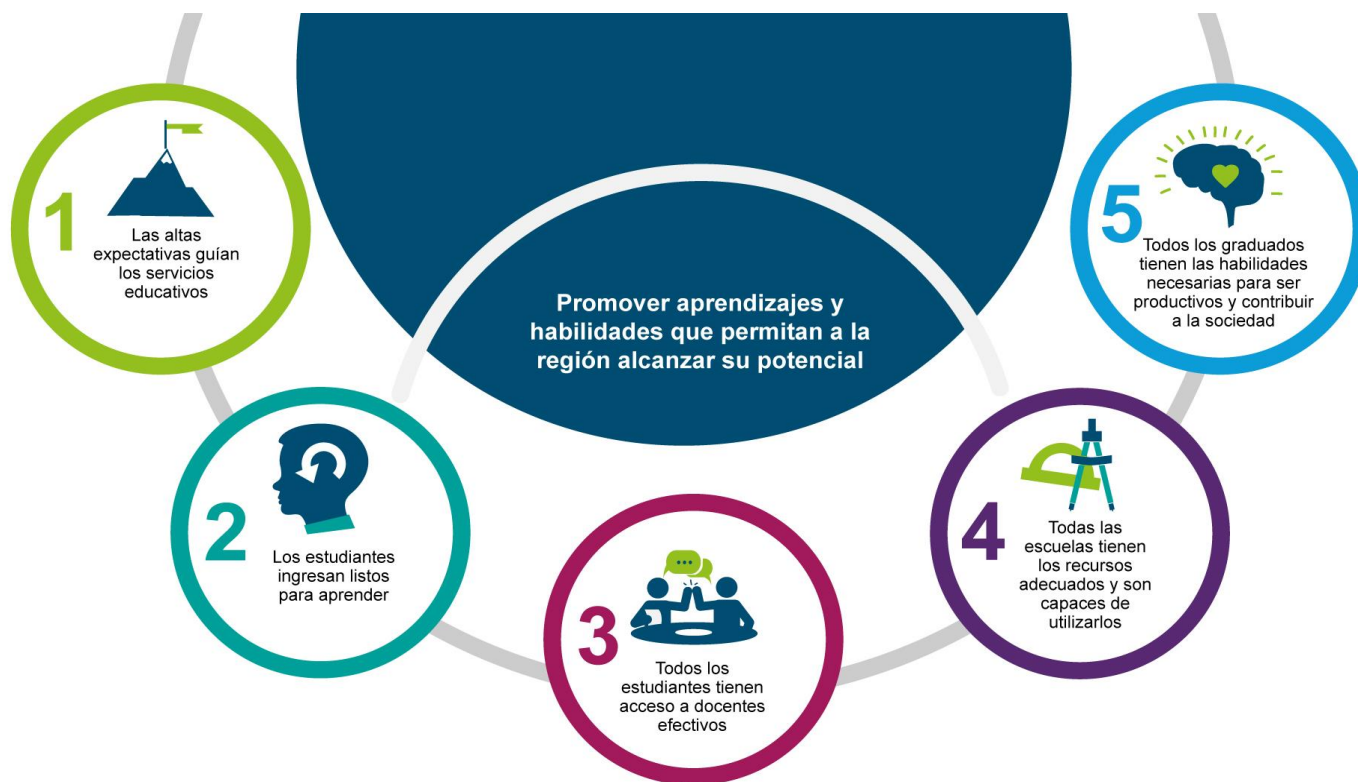 Promover aprendizajes y
habilidades que permitan a la
región alcanzar su potencial
1
Las altas
expectativas guían
los servicios
educativos
2
Los estudiantes
ingresan listos
para aprender
3
Todos los
estudiantes tienen
acceso a docentes
efectivos
4
Todas las
escuelas tienen
los recursos
adecuados y son
capaces de
utilizarlos
5
Todos los graduados
tienen las habilidades
necesarias para ser
productivos y contribuir
a la sociedad